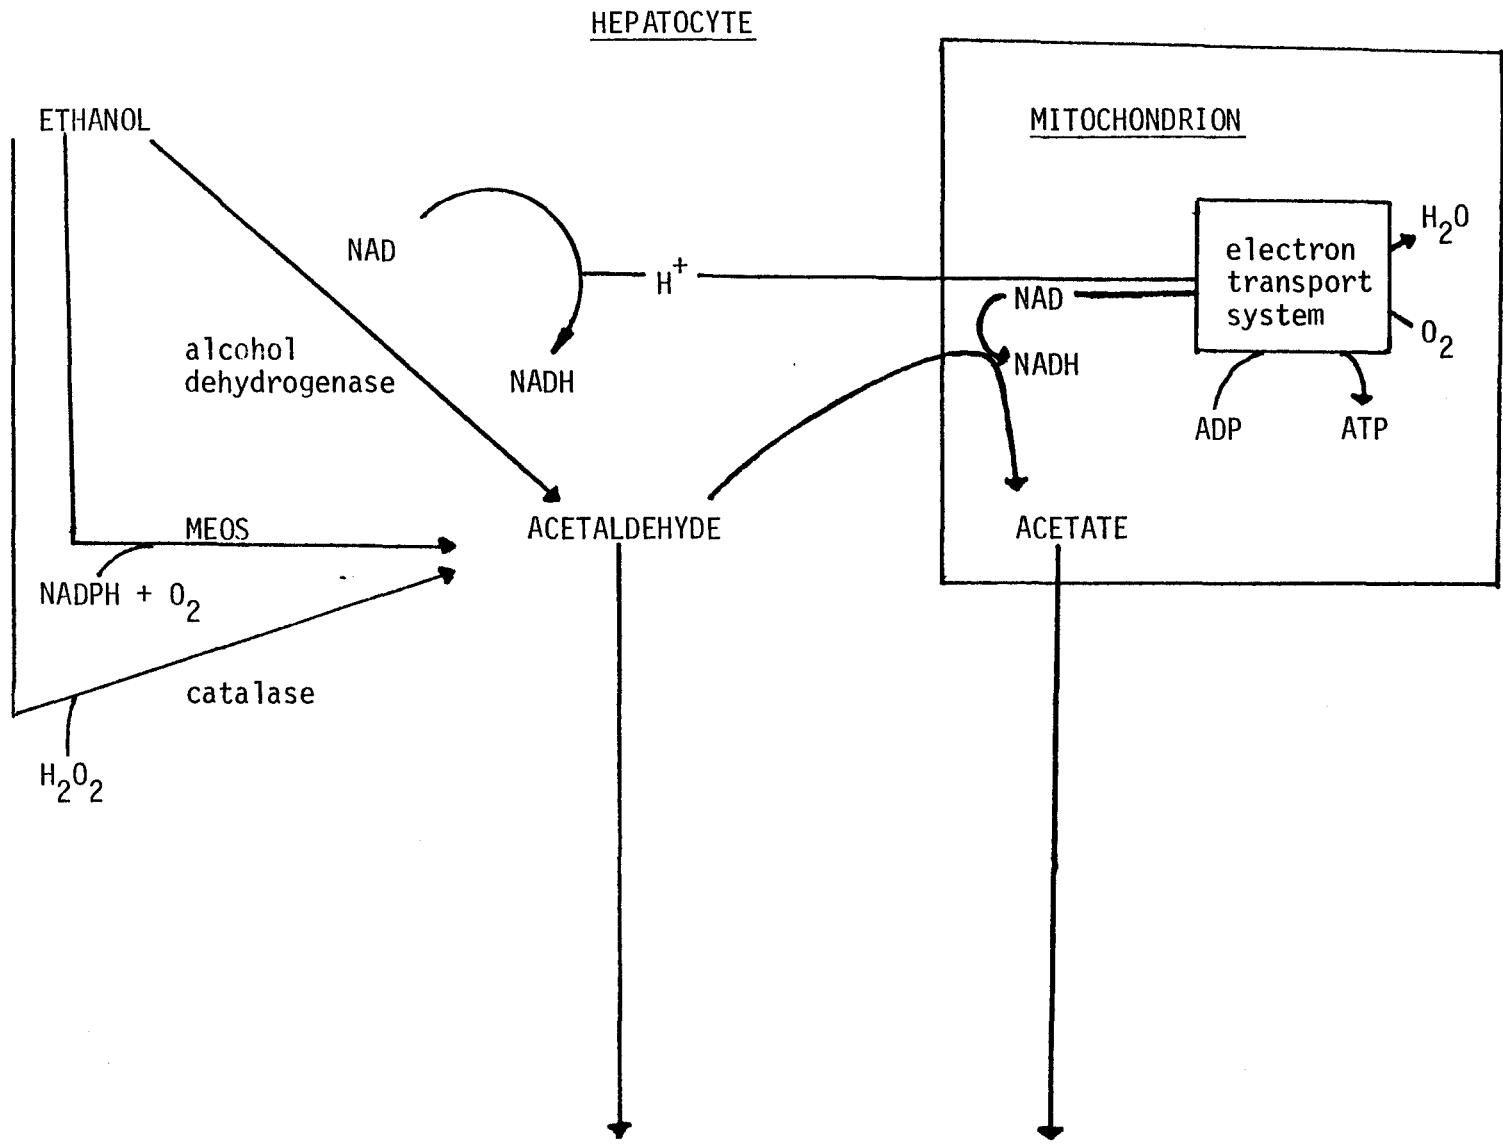 HEPATOCYTE
ETHANOL
MITOCHONDRION
NAD
H+
NAD
electron
transport
system
H2O
O2
alcohol
dehydrogenase
NADH
NADH
ADP
ATP
MEOS
ACETALDEHYDE
ACETATE
NADPH + O2
catalase
H2O2